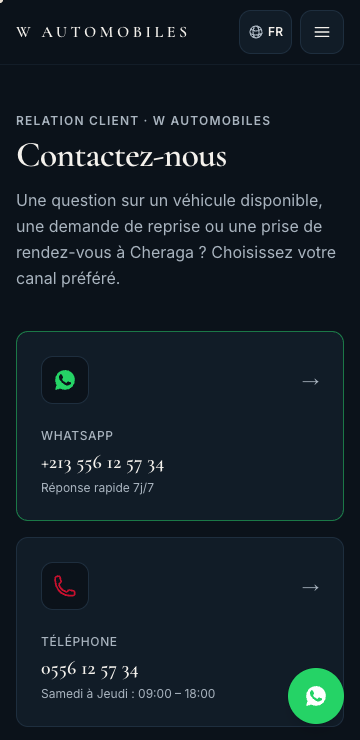 W AUTOMOBILES
FR
RELATION CLIENT · W AUTOMOBILES
Contactez-nous
Une question sur un véhicule disponible,
une demande de reprise ou une prise de
rendez-vous à Cheraga ? Choisissez votre
canal préféré.
→
WHATSAPP
+213 556 12 57 34
Réponse rapide 7j/7
→
TÉLÉPHONE
0556 12 57 34
Samedi à Jeudi : 09:00 – 18:00